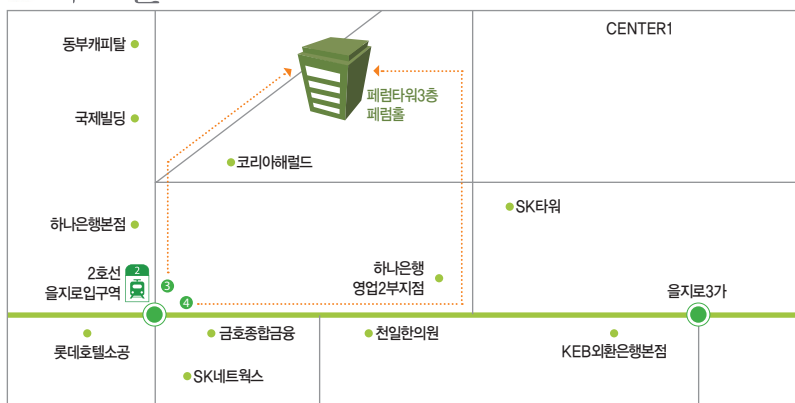 CENTER1
동부캐피탈
페럼타워3층
페럼홀
국제빌딩
코리아해럴드
SK타워
하나은행본점
2호선
을지로입구역
2
3
4
하나은행
영업2부지점
을지로3가
롯데호텔소공
금호종합금융
천일한의원
KEB외환은행본점
SK네트웍스